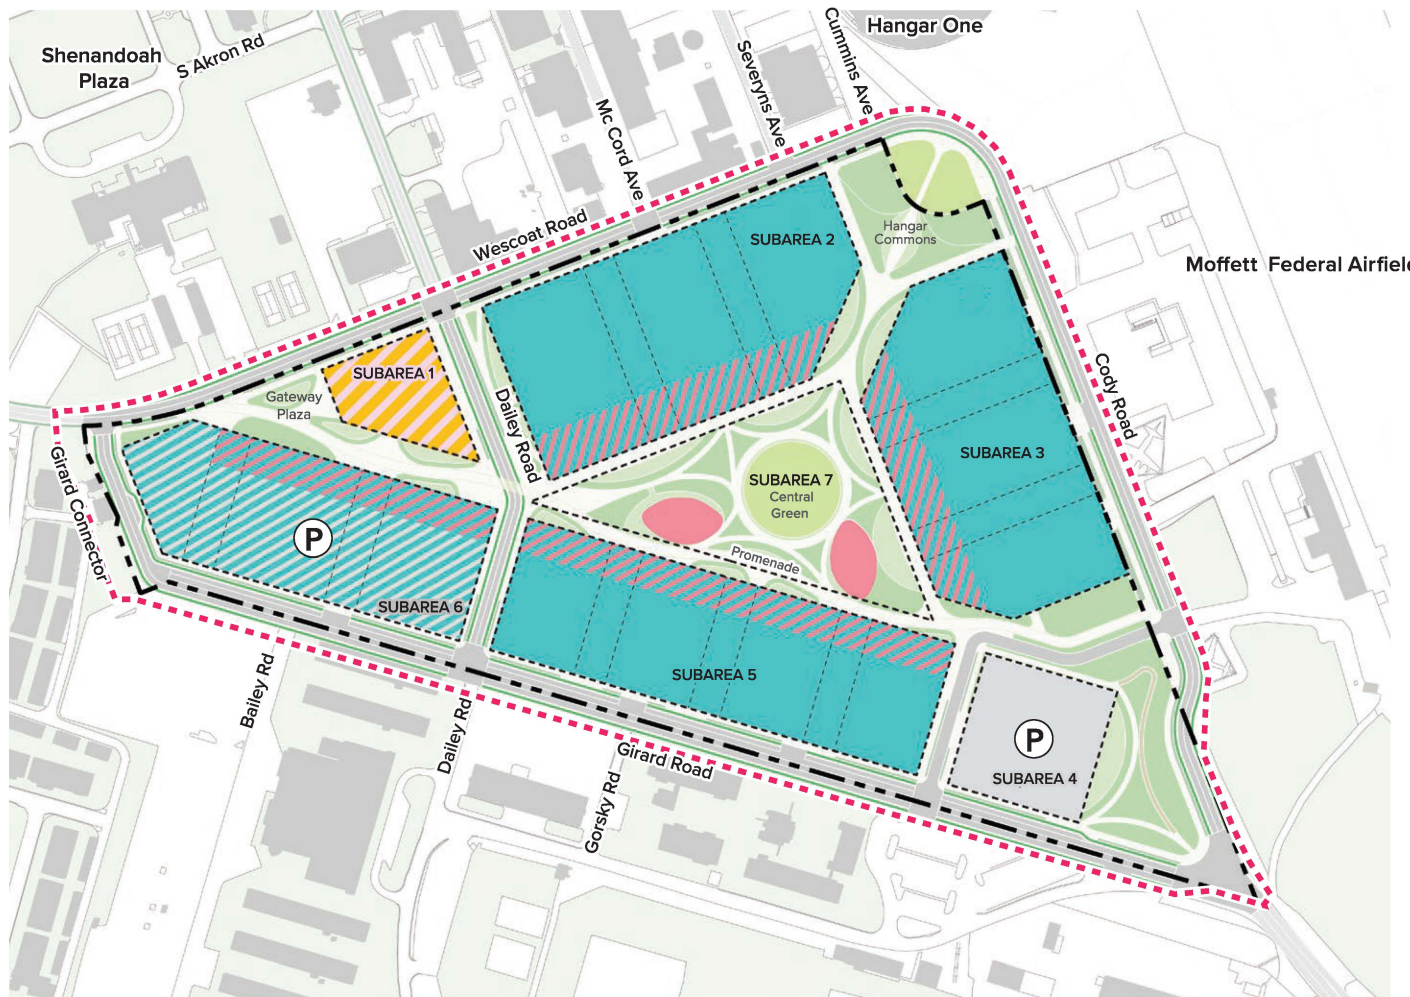 Hangar One
Shenandoah
Plaza
S Akron Rd
Cummins Ave
Severyns Ave
Mc Cord Ave
Wescoat Road
SUBAREA 2
Hangar
Commons
Moffett Federal Airfiel
SUBAREA 1
Gateway
Plaza
Dailey Road
Cody Road
SUBAREA 3
SUBAREA 7
Central
Green
Girard Connector
P
Promenade
SUBAREA 6
SUBAREA 5
Bailey Rd
Dailey Rd
Girard Road
Gorsky Rd
P
SUBAREA 4